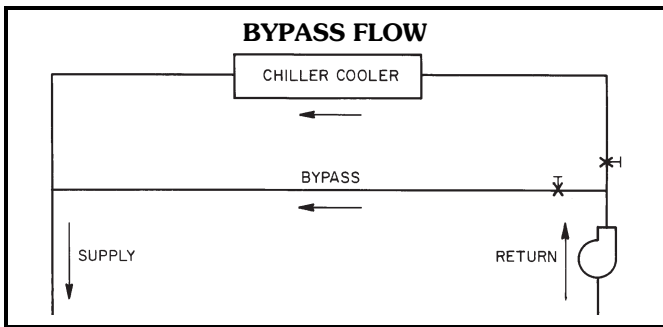 BYPASS FLOW
CHILLER COOLER
BYPASS
SUPPLY
RETURN